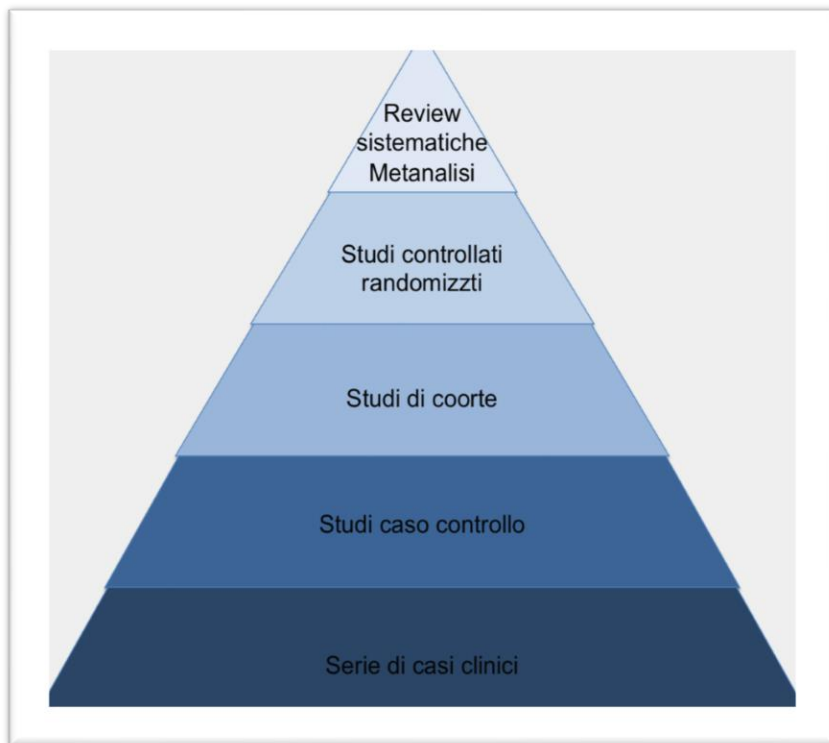 Review
sistematiche
Metanalisi
Studi controllati
randomizzti
Studi di coorte
Studi caso controllo
Serie di casi clinici